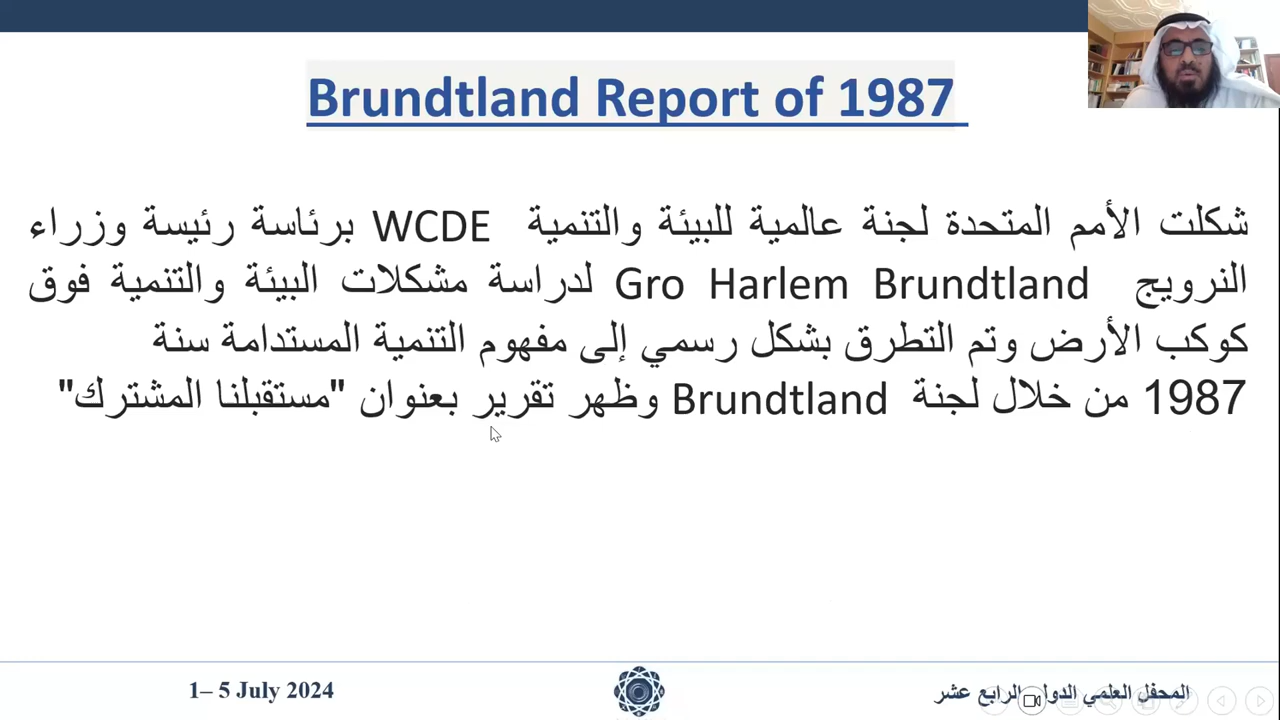 Brundtland Report of 1987
شكلت الأمم المتحدة لجنة عالمية للبيئة والتنمية WCDE برئاسة رئيسة وزراء
النرويج Gro Harlem Brundtland لدراسة مشكلات البيئة والتنمية فوق
كوكب الأرض وتم التطرق بشكل رسمي إلى مفهوم التنمية المستدامة سنة
1987 من خلال لجنة Brundtland وظهر تقرير بعنوان "مستقبلنا المشترك"
1– 5 July 2024
المحفل العلمي الدولي الرابع عشر